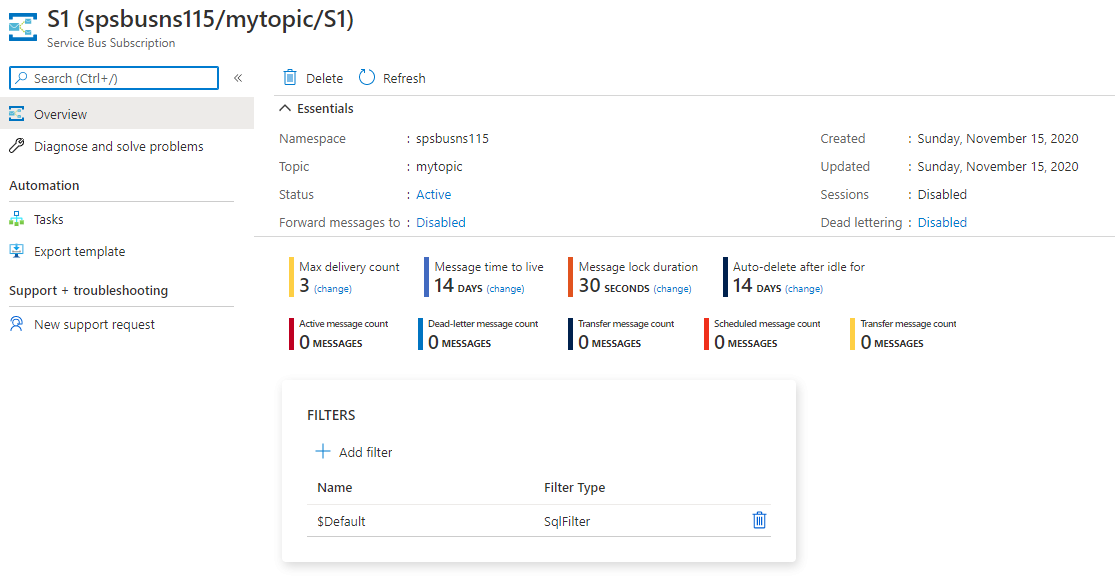 S1 (spsbusns115/mytopic/S1)
Service Bus Subscription
Search (Ctrl+/)
«
Overview
Diagnose and solve problems
Automation
Tasks
Export template
Support + troubleshooting
New support request
Delete Refresh
Essentials
Namespace : spsbusns115
Created : Sunday, November 15, 2020
Topic : mytopic
Updated : Sunday, November 15, 2020
Status : Active
Sessions : Disabled
Forward messages to : Disabled
Dead lettering : Disabled
Max delivery count
3 (change)
Message time to live
14 DAYS (change)
Message lock duration
30 SECONDS (change)
Auto-delete after idle for
14 DAYS (change)
Active message count
0 MESSAGES
Dead-letter message count
0 MESSAGES
Transfer message count
0 MESSAGES
Scheduled message count
0 MESSAGES
Transfer message count
0 MESSAGES
FILTERS
Add filter
Name Filter Type
$Default SqlFilter